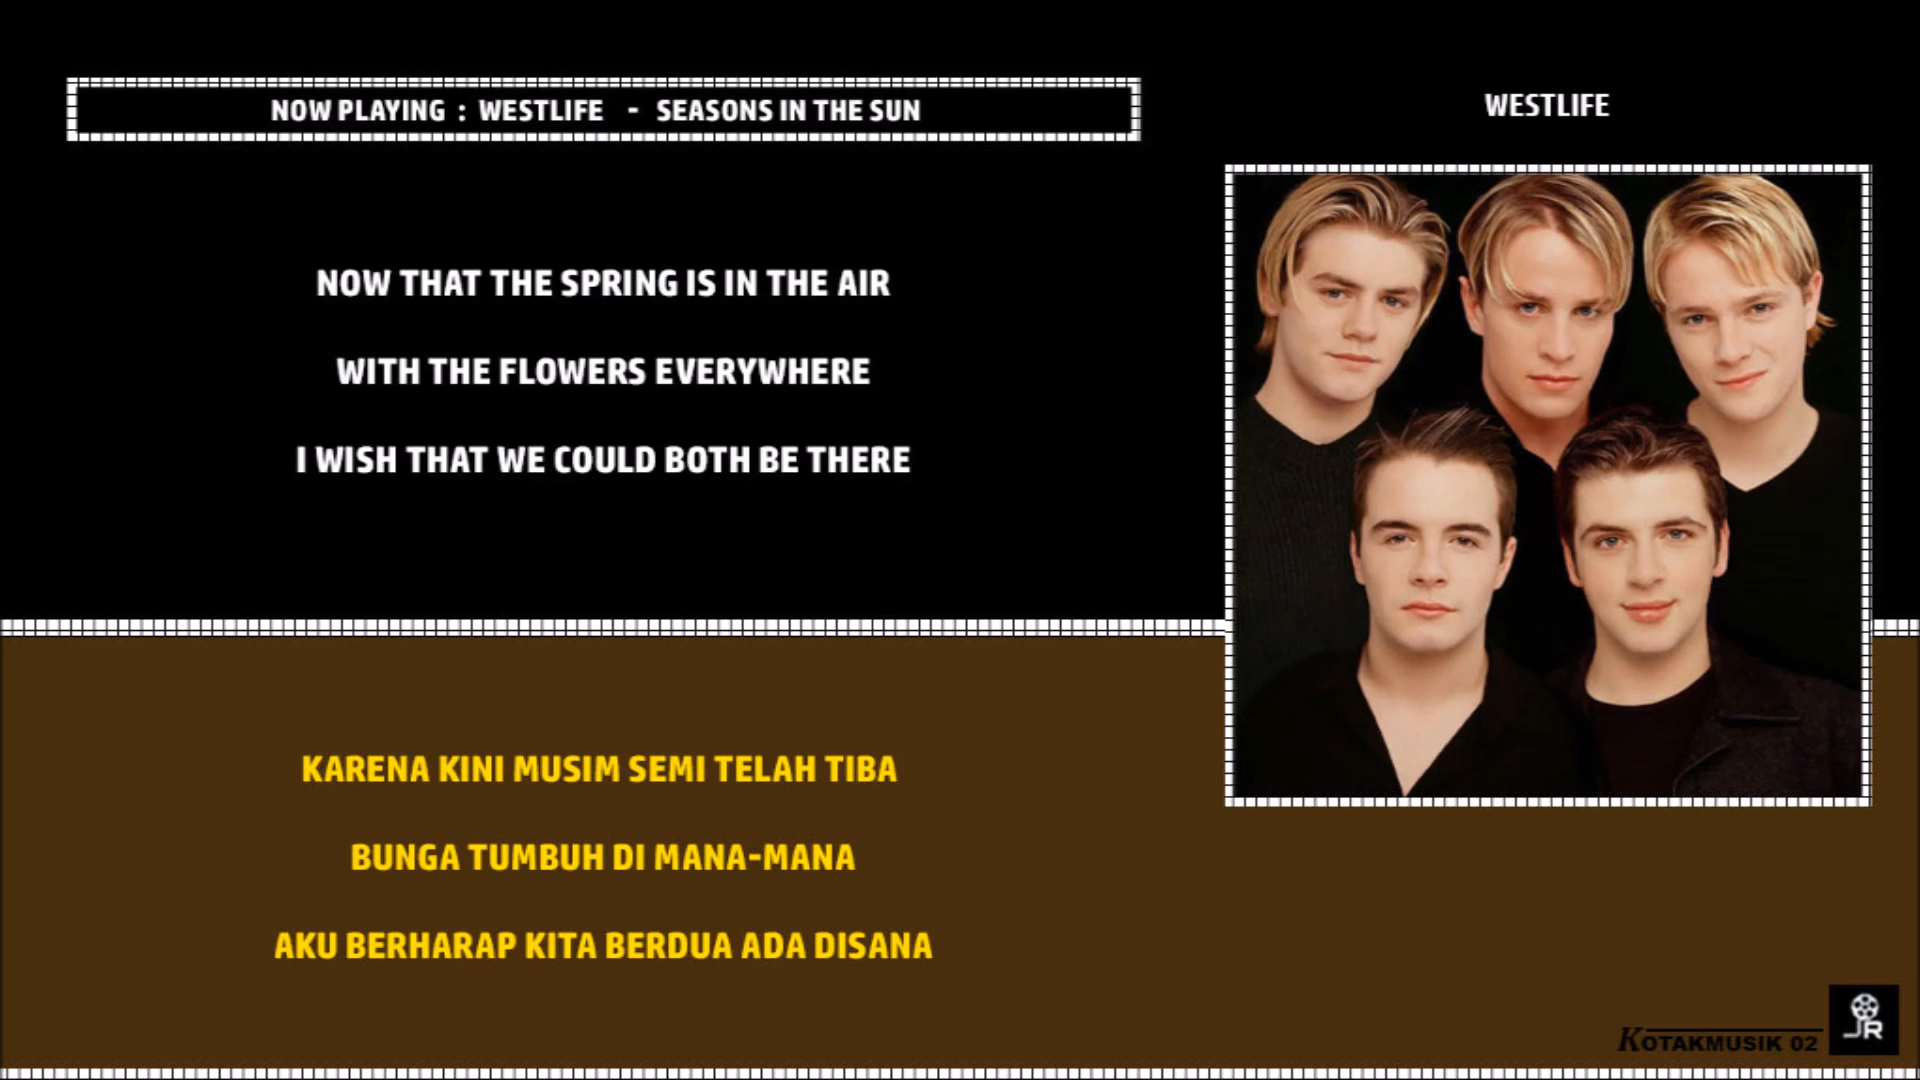 NOW PLAYING : WESTLIFE - SEASONS IN THE SUN
WESTLIFE
NOW THAT THE SPRING IS IN THE AIR
WITH THE FLOWERS EVERYWHERE
I WISH THAT WE COULD BOTH BE THERE
KARENA KINI MUSIM SEMI TELAH TIBA
BUNGA TUMBUH DI MANA-MANA
AKU BERHARAP KITA BERDUA ADA DISANA
KOTAKMUSIK 02
JR